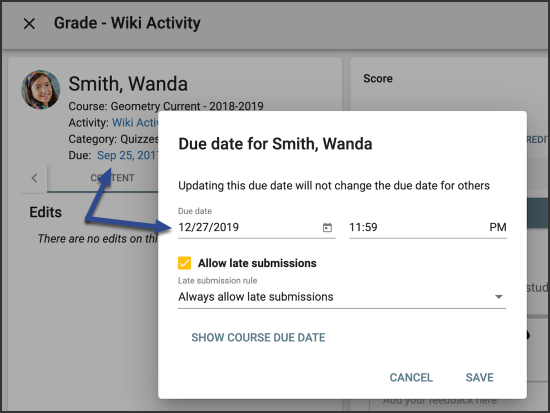 Grade - Wiki Activity
Smith, Wanda
Course: Geometry Current - 2018-2019
Activity: Wiki Activ
Category: Quizzes
Due: Sep 25, 2017
CONTENT
Edits
There are no edits on this
Score
Due date for Smith, Wanda
Updating this due date will not change the due date for others
Due date
12/27/2019
11:59
PM
Allow late submissions
Late submission rule
Always allow late submissions
SHOW COURSE DUE DATE
CANCEL
SAVE
Add your feedback here